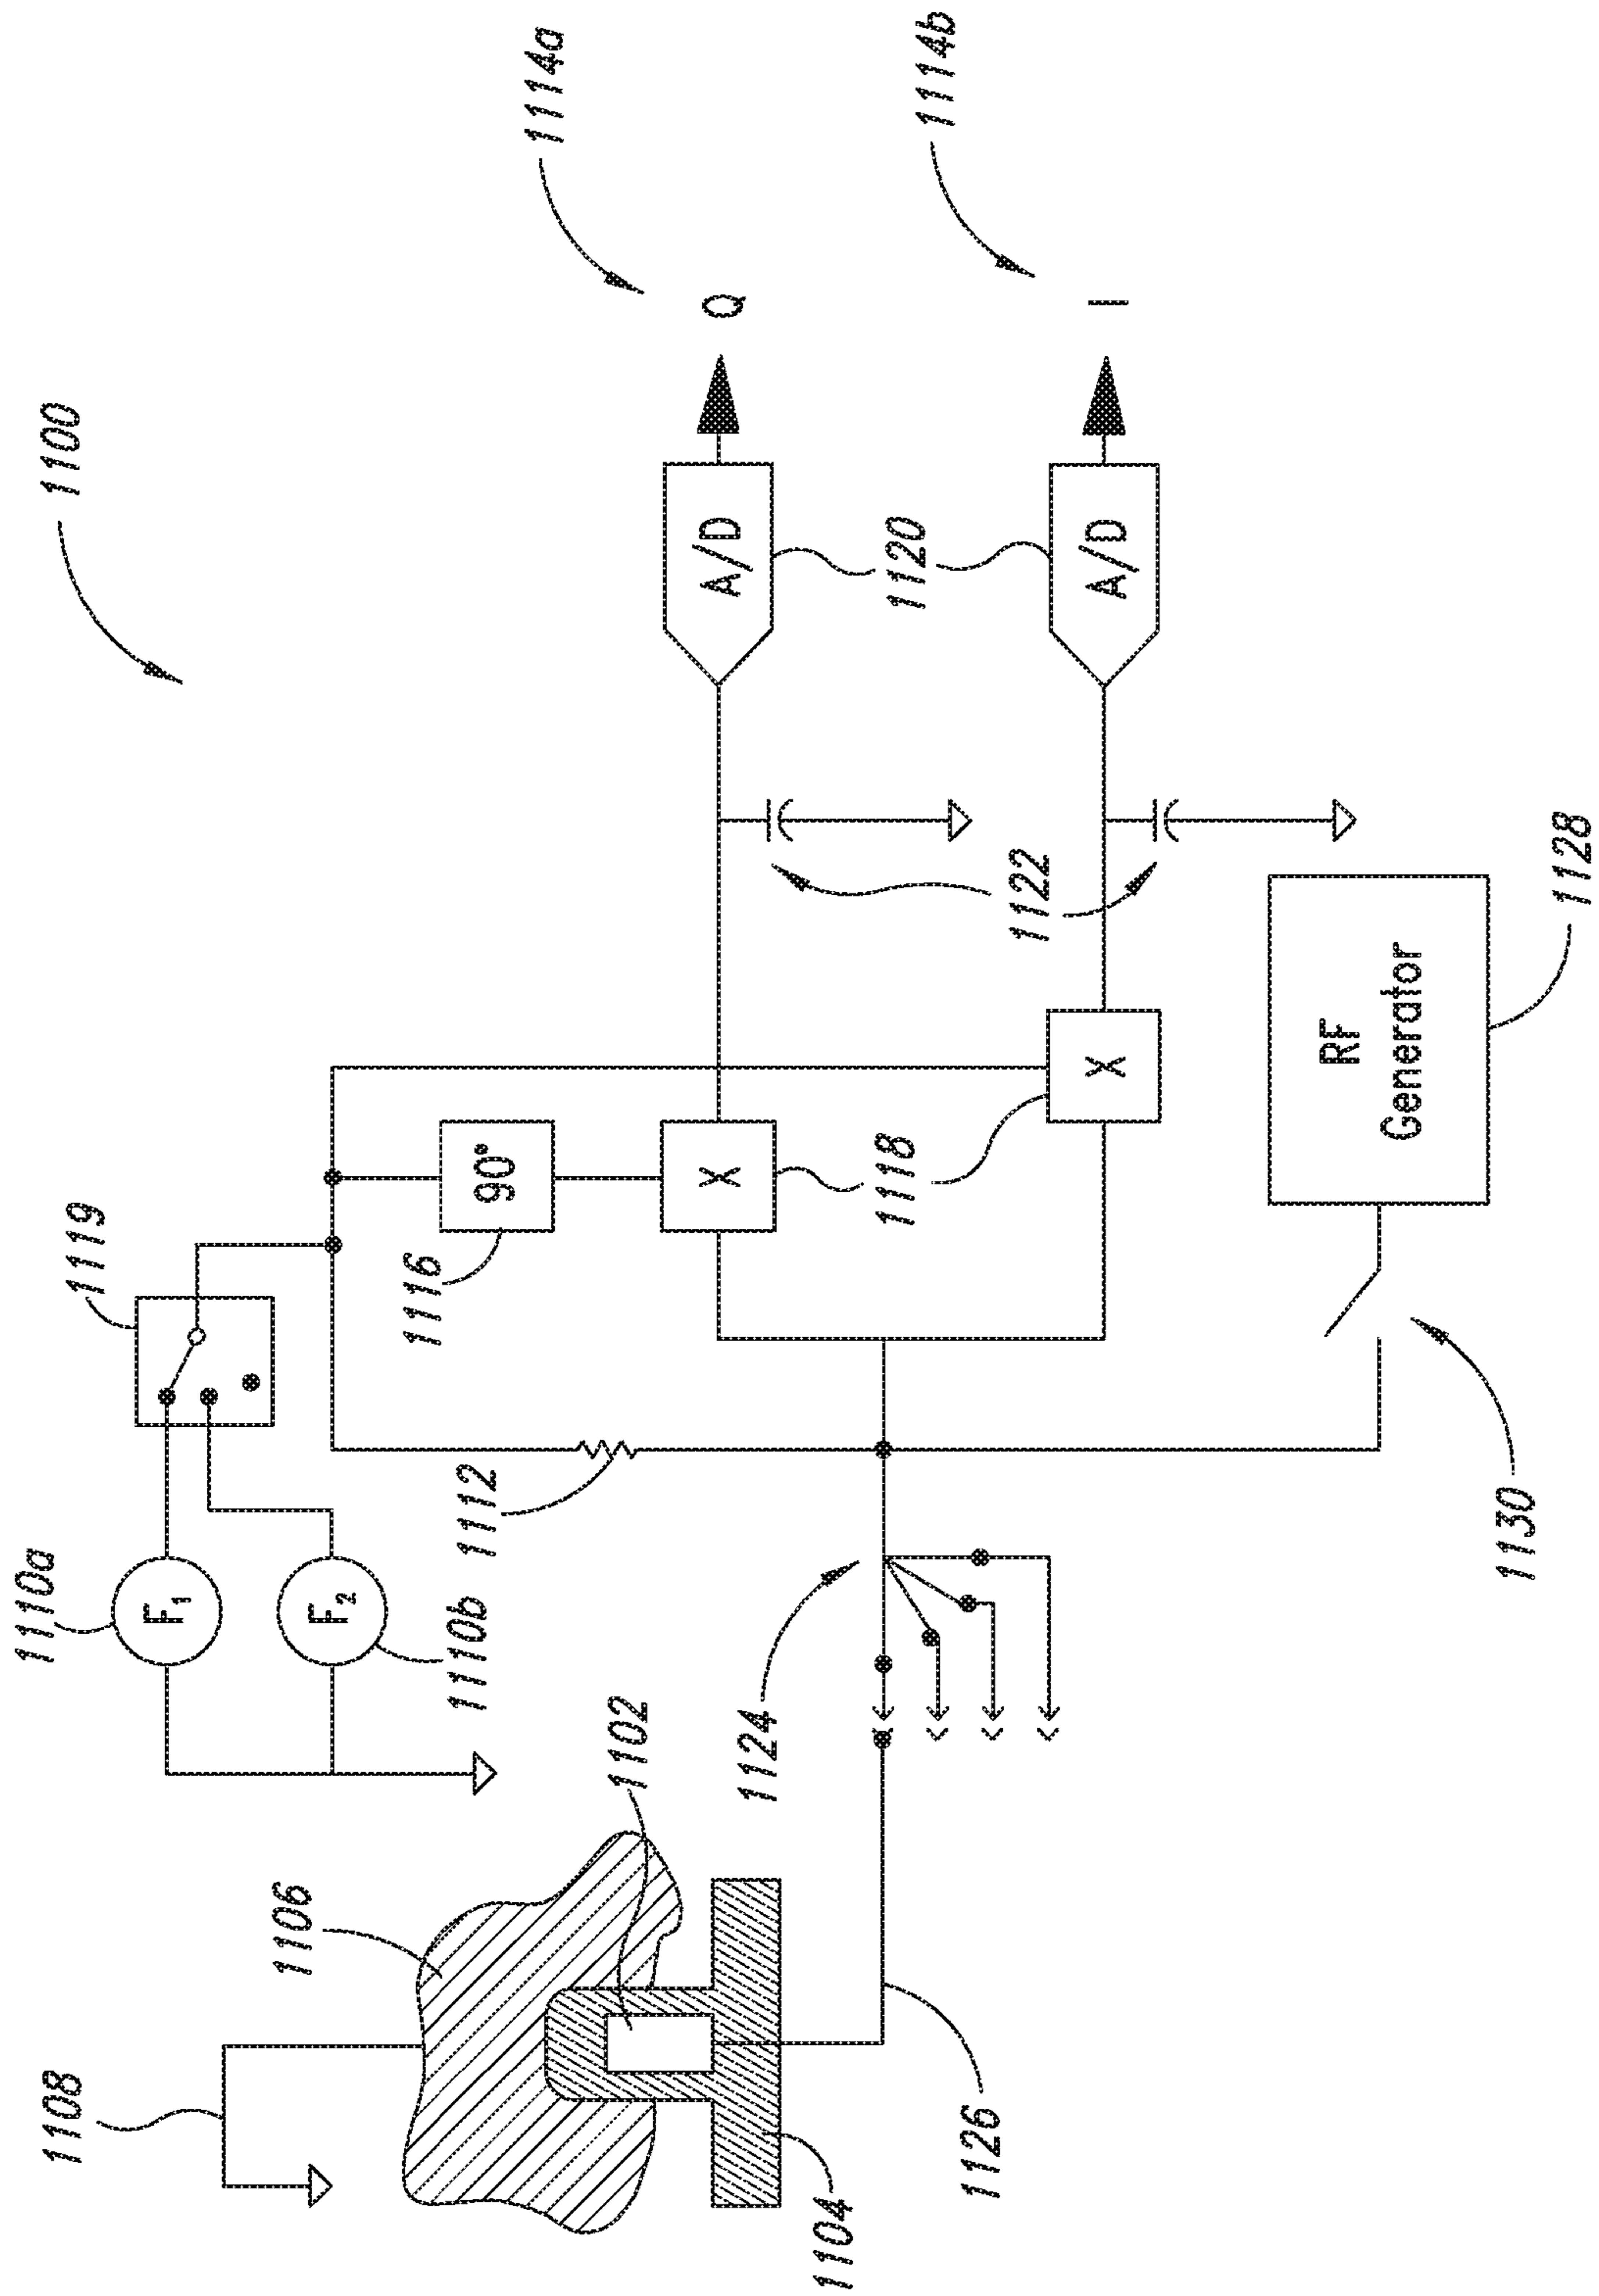 1100
1114a
1114b
Q
I
1110a
F1
1119
90°
1116
X
A/D
1120
1110b
F2
1112
1118
X
A/D
1122
1108
1106
1102
1124
1104
1126
1130
RF
Generator
1128